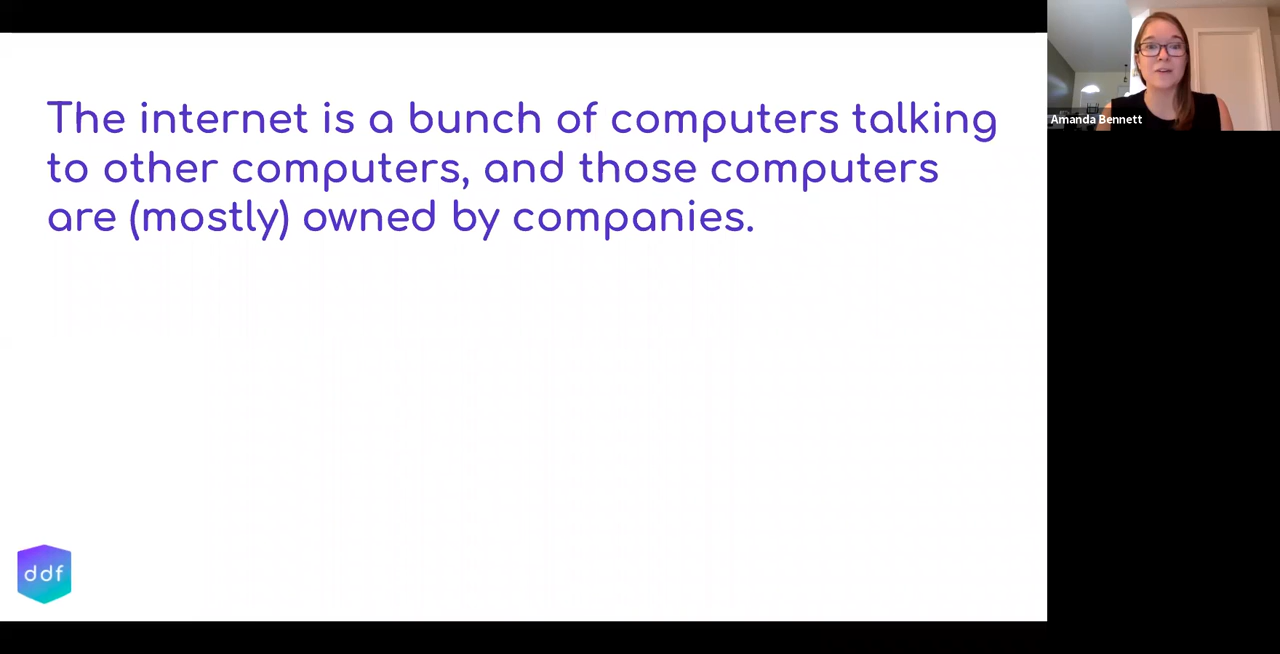 The internet is a bunch of computers talking
to other computers, and those computers
are (mostly) owned by companies.
Amanda Bennett
ddf